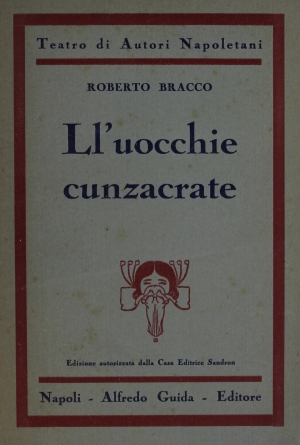 Teatro di Autori Napoletani
ROBERTO BRACCO
Ll'uocchie
cunzacrate
Edizione autorizzata dalla Casa Editrice Sandron
Napoli - Alfredo Guida - Editore